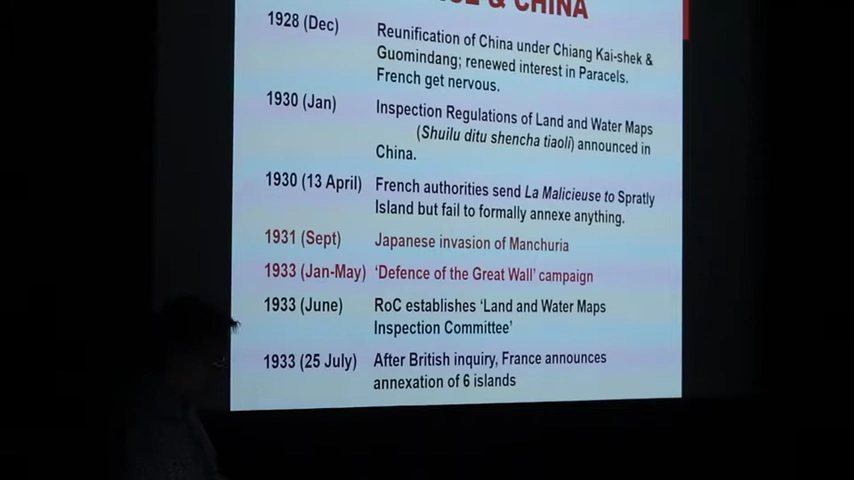 & CHINA
1928 (Dec) Reunification of China under Chiang Kai-shek &
Guomindang; renewed interest in Paracels.
French get nervous.
1930 (Jan) Inspection Regulations of Land and Water Maps
(Shuilu ditu shencha tiaoli) announced in
China.
1930 (13 April) French authorities send La Malicieuse to Spratly
Island but fail to formally annexe anything.
1931 (Sept) Japanese invasion of Manchuria
1933 (Jan-May) ‘Defence of the Great Wall’ campaign
1933 (June) RoC establishes ‘Land and Water Maps
Inspection Committee’
1933 (25 July) After British inquiry, France announces
annexation of 6 islands